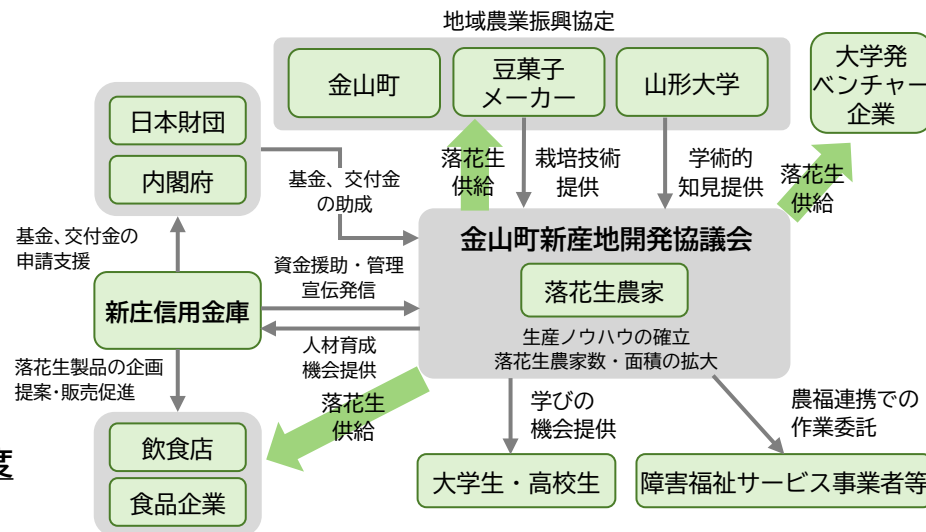 地域農業振興協定
金山町
豆菓子
メーカー
山形大学
大学発
ベンチャー
企業
日本財団
内閣府
基金、交付金
の助成
落花生
供給
栽培技術
提供
学術的
知見提供
落花生
供給
基金、交付金の
申請支援
資金援助・管理
宣伝発信
新庄信用金庫
人材育成
機会提供
金山町新産地開発協議会
落花生農家
生産ノウハウの確立
落花生農家数・面積の拡大
落花生製品の企画
提案・販売促進
落花生
供給
学びの
機会提供
農福連携での
作業委託
飲食店
食品企業
大学生・高校生
障害福祉サービス事業者等
度